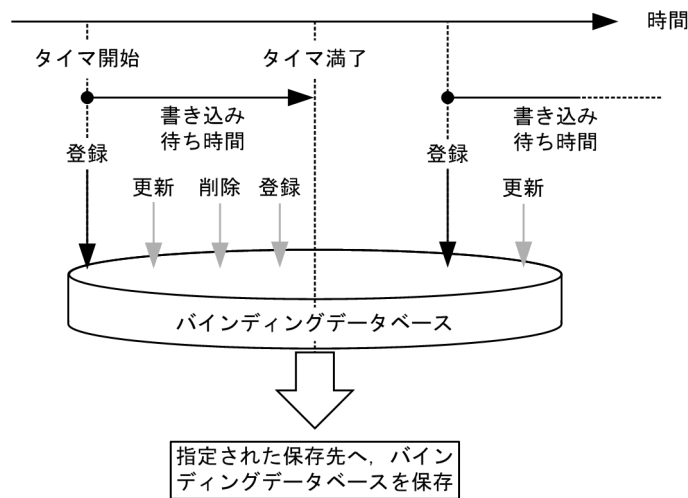 時間
タイマ開始
タイマ満了
書き込み
待ち時間
書き込み
待ち時間
登録
登録
更新
削除
登録
更新
バインディングデータベース
指定された保存先へ，バイン
ディングデータベースを保存